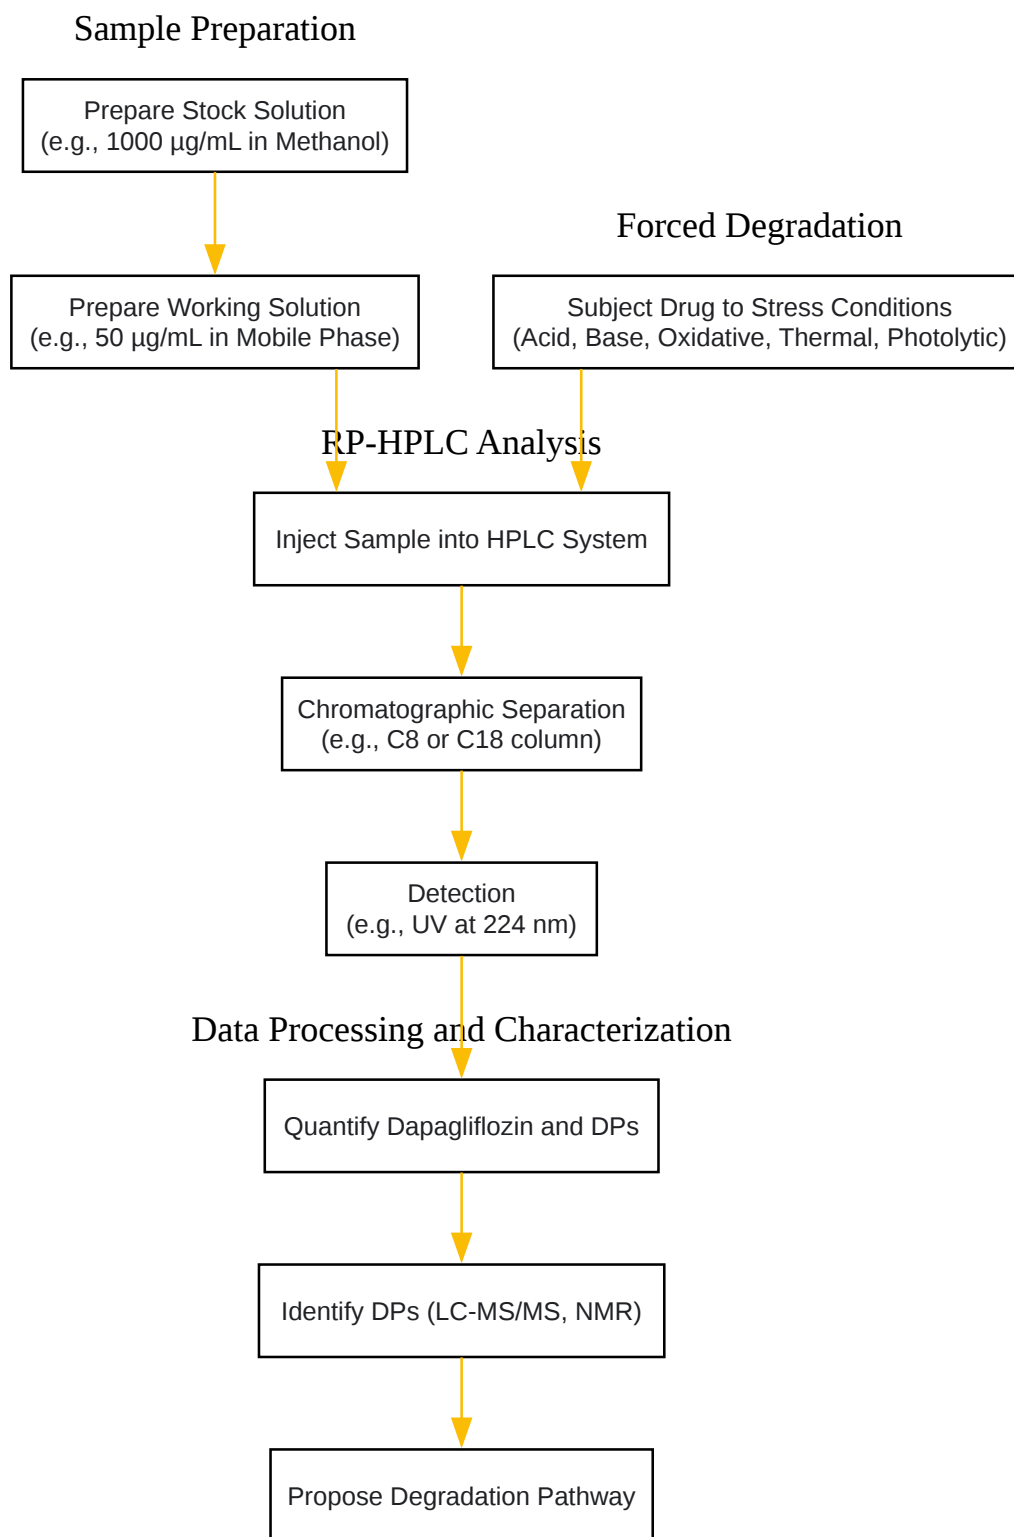 Sample Preparation
Prepare Stock Solution
(e.g., 1000 µg/mL in Methanol)
Forced Degradation
Prepare Working Solution
(e.g., 50 µg/mL in Mobile Phase)
Subject Drug to Stress Conditions
(Acid, Base, Oxidative, Thermal, Photolytic)
RP-HPLC Analysis
Inject Sample into HPLC System
Chromatographic Separation
(e.g., C8 or C18 column)
Detection
(e.g., UV at 224 nm)
Data Processing and Characterization
Quantify Dapagliflozin and DPs
Identify DPs (LC-MS/MS, NMR)
Propose Degradation Pathway